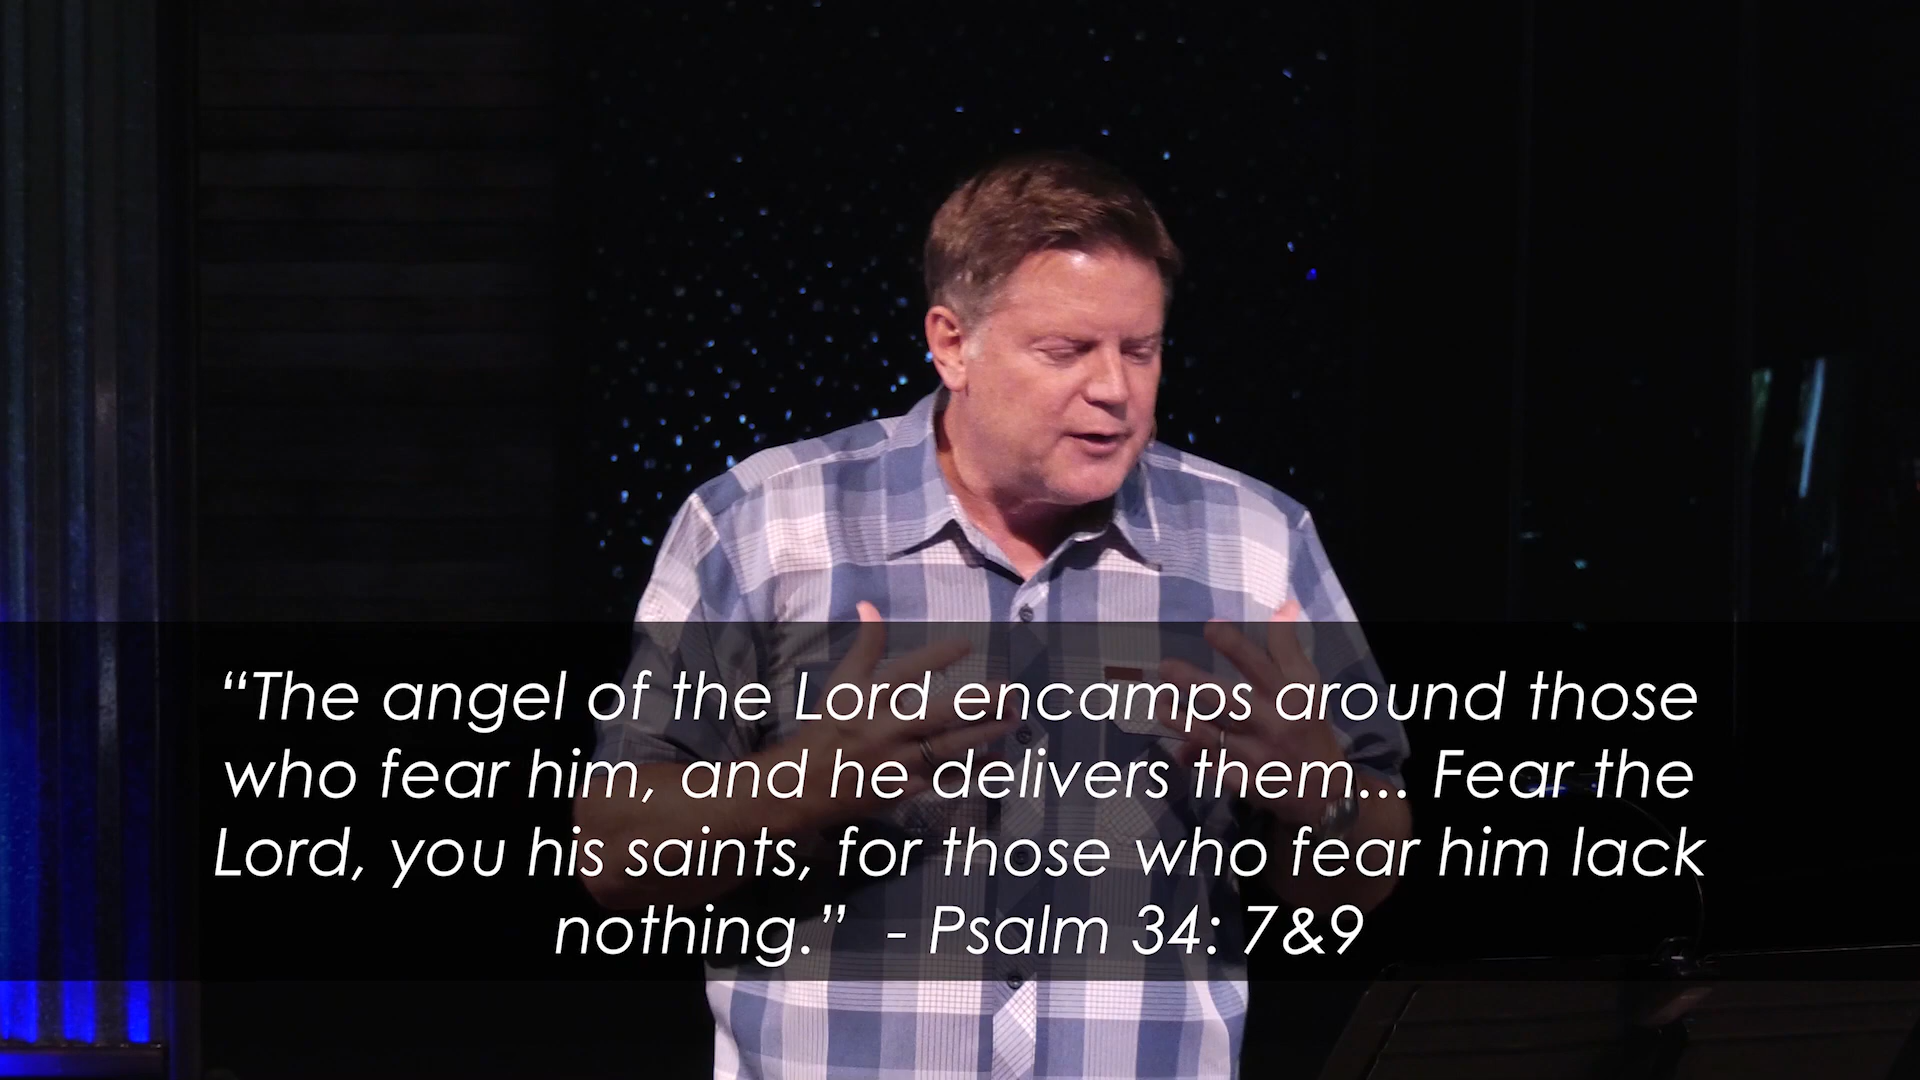 “The angel of the Lord encamps around those
who fear him, and he delivers them... Fear the
Lord, you his saints, for those who fear him lack
nothing.”  - Psalm 34: 7&9